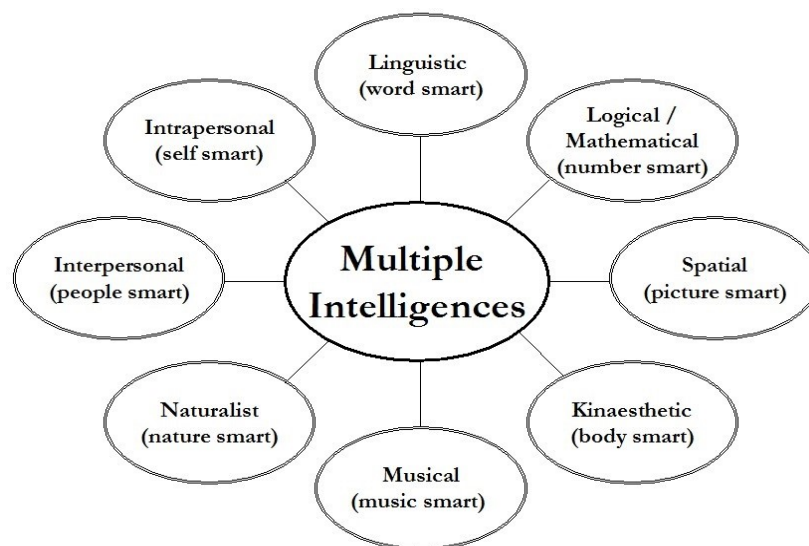 Linguistic
(word smart)
Logical /
Mathematical
(number smart)
Intrapersonal
(self smart)
Multiple
Intelligences
Interpersonal
(people smart)
Spatial
(picture smart)
Naturalist
(nature smart)
Kinaesthetic
(body smart)
Musical
(music smart)